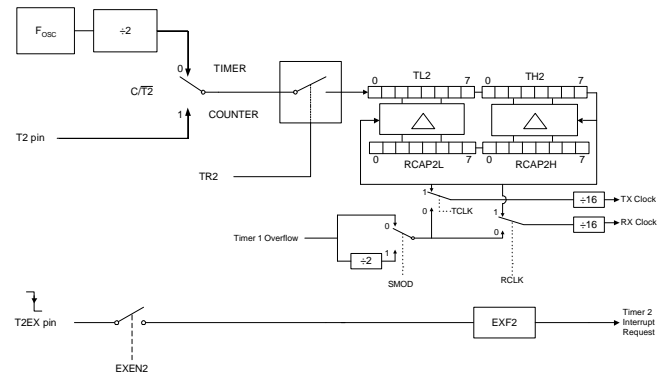 F OSC
÷2
0
TIMER
C/T2
1
COUNTER
T2 pin
TR2
0 TL2 7
0 TH2 7
0 RCAP2L 7
0 RCAP2H 7
1
TCLK
0
÷16
TX Clock
1
0
÷16
RX Clock
Timer 1 Overflow
0
÷2
1
SMOD
RCLK
T2EX pin
EXEN2
EXF2
Timer 2
Interrupt
Request